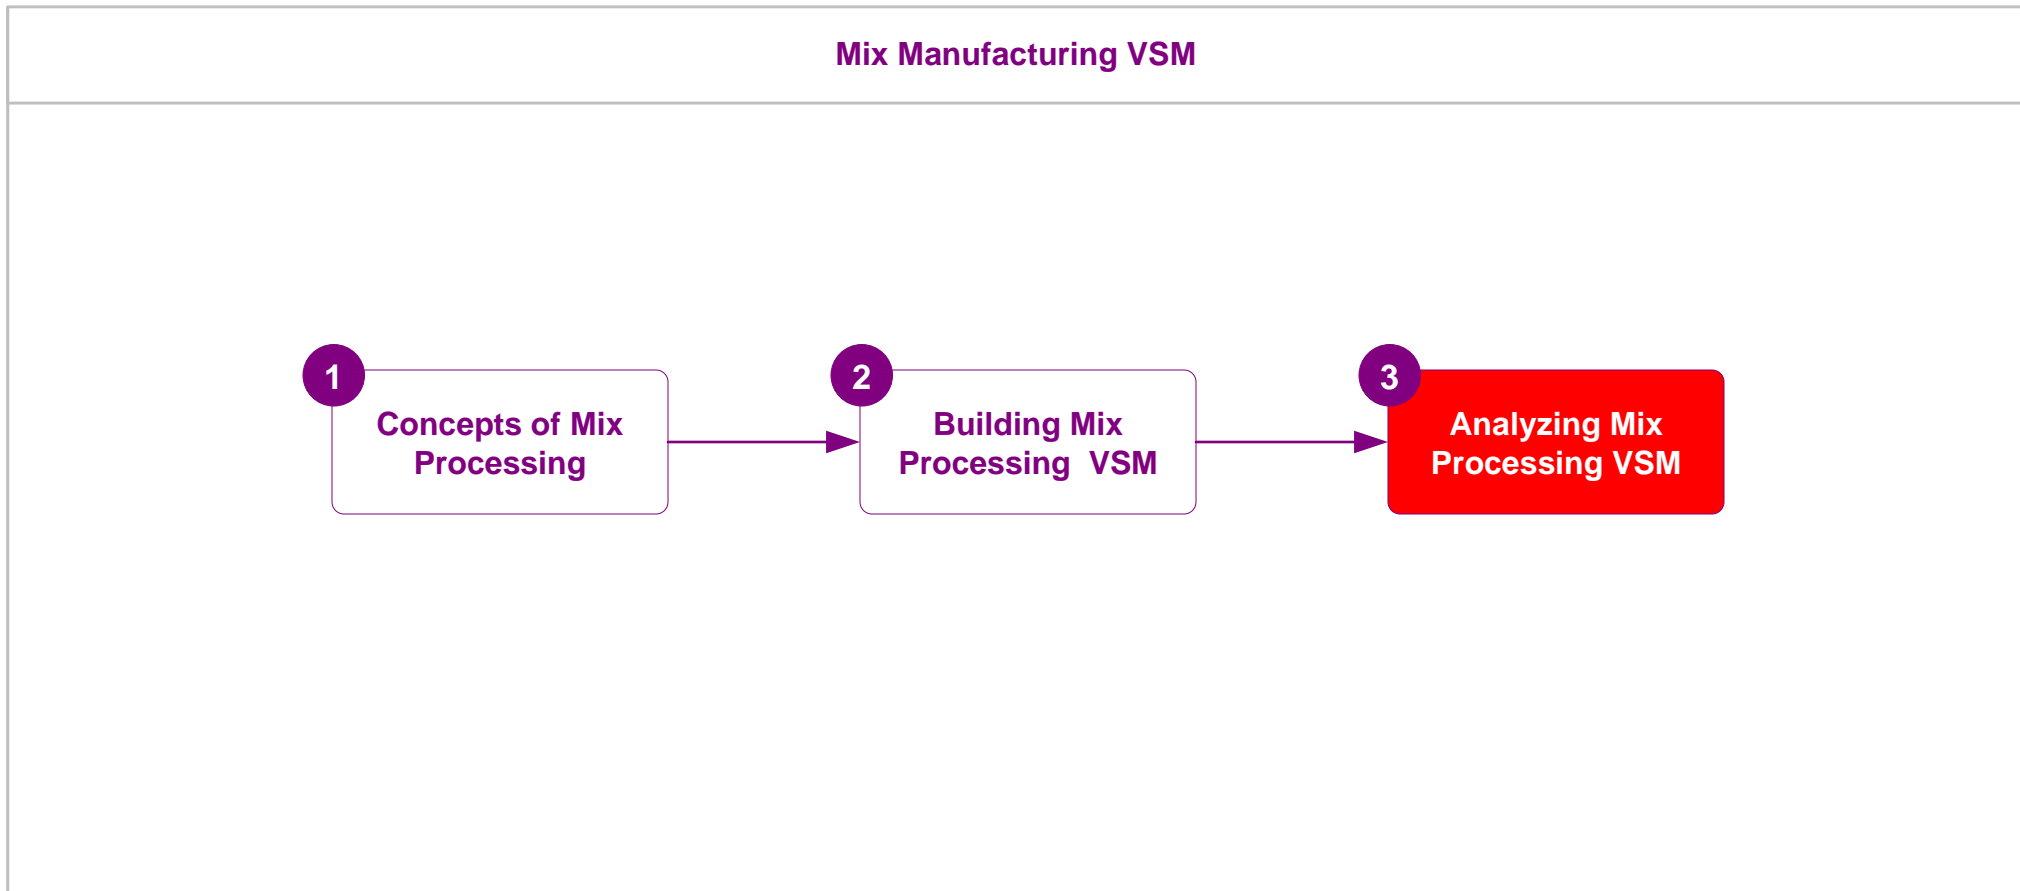 Mix Manufacturing VSM
1
Concepts of Mix
Processing
2
Building Mix
Processing  VSM
3
Analyzing Mix
Processing VSM